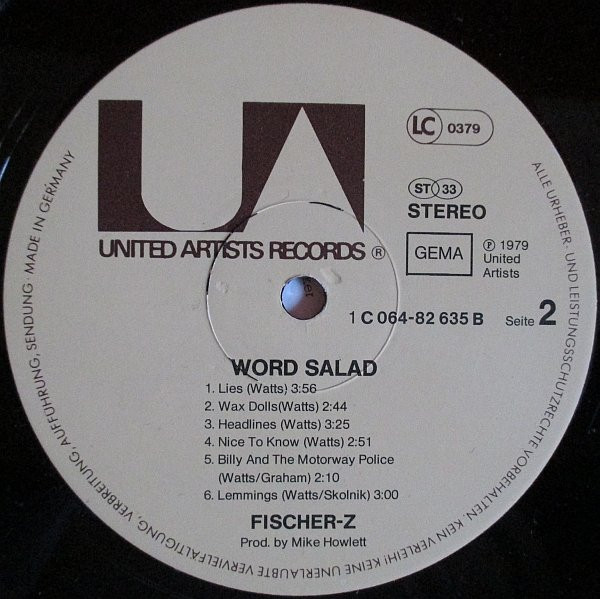 UA
UNITED ARTISTS RECORDS ®
LC 0379
ST 33
STEREO
GEMA
℗ 1979
United
Artists
1 C 064-82 635 B
Seite 2
WORD SALAD
1. Lies (Watts) 3:56
2. Wax Dolls(Watts) 2:44
3. Headlines (Watts) 3:25
4. Nice To Know (Watts) 2:51
5. Billy And The Motorway Police
(Watts/Graham) 2:10
6. Lemmings (Watts/Skolnik) 3:00
FISCHER-Z
Prod. by Mike Howlett
ALLE URHEBER- UND LEISTUNGSSCHUTZRECHTE VORBEHALTEN. KEIN VERLEIH! KEINE UNERLAUBTE VERVIELFÄLTIGUNG, VERBREITUNG, AUFFÜHRUNG, SENDUNG · MADE IN GERMANY